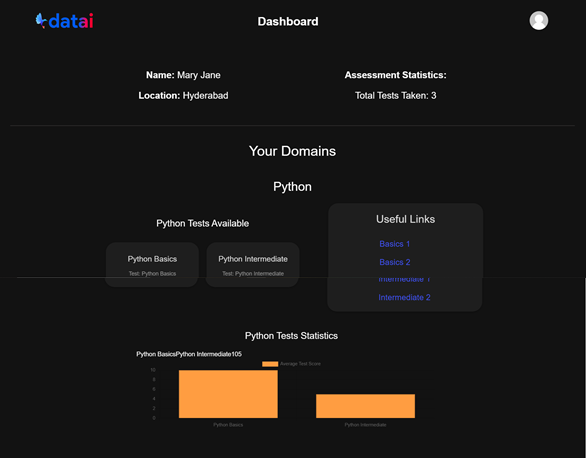 datai
Dashboard
Name: Mary Jane
Assessment Statistics:
Location: Hyderabad
Total Tests Taken: 3
Your Domains
Python
Python Tests Available
Python Basics
Test: Python Basics
Python Intermediate
Test: Python Intermediate
Useful Links
Basics 1
Basics 2
Intermediate 1
Intermediate 2
Python Tests Statistics
Python BasicsPython Intermediate105
Average Test Score
10
8
6
4
2
0
Python Basics
Python Intermediate